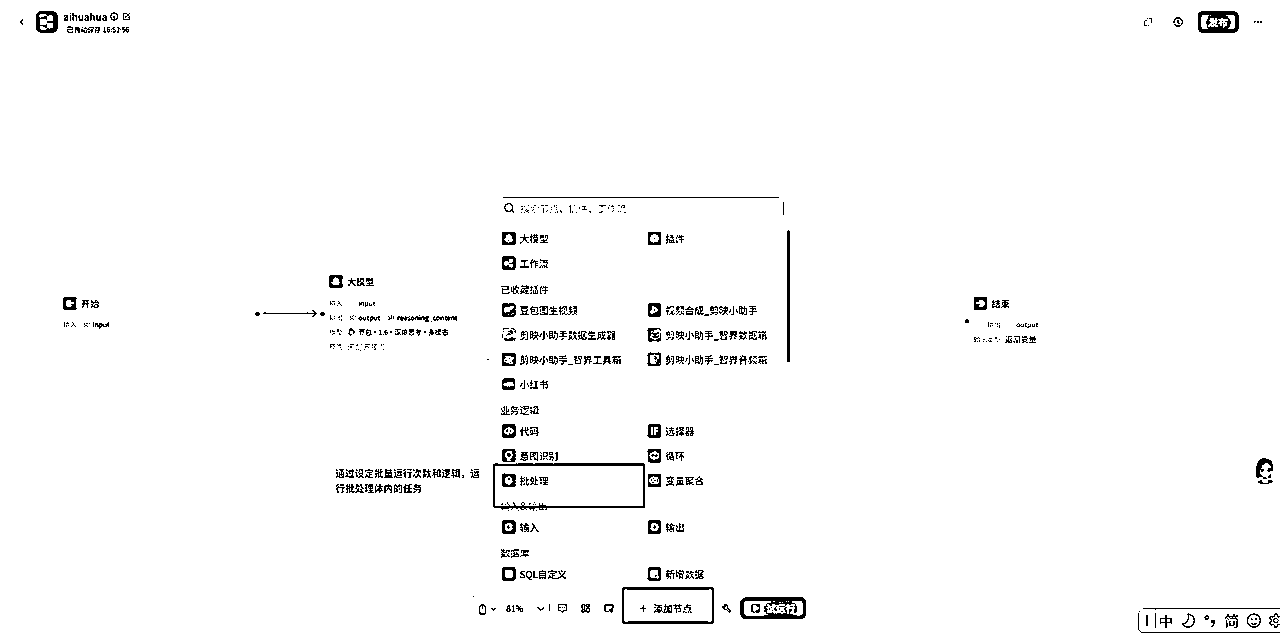 zihuahua
已自动保存 16:52:56
发布
搜索节点、插件、工作流
大模型 插件
工作流
已收藏插件
豆包图生视频 视频合成_剪映小助手
剪映小助手数据生成器 剪映小助手_智界数据箱
剪映小助手_智界工具箱 剪映小助手_智界音频箱
小红书
业务逻辑
代码 选择器
意图识别 循环
批处理 变量聚合
输入&输出
输入 输出
数据库
SQL自定义 新增数据
开始
输入 input
大模型
输入 input
输出 output reasoning_content
模型 豆包·1.6·深度思考·多模态
结束
输出 output
返回变量
通过设定批量运行次数和逻辑，运
行批处理体内的任务
81%
添加节点
试运行
中 简